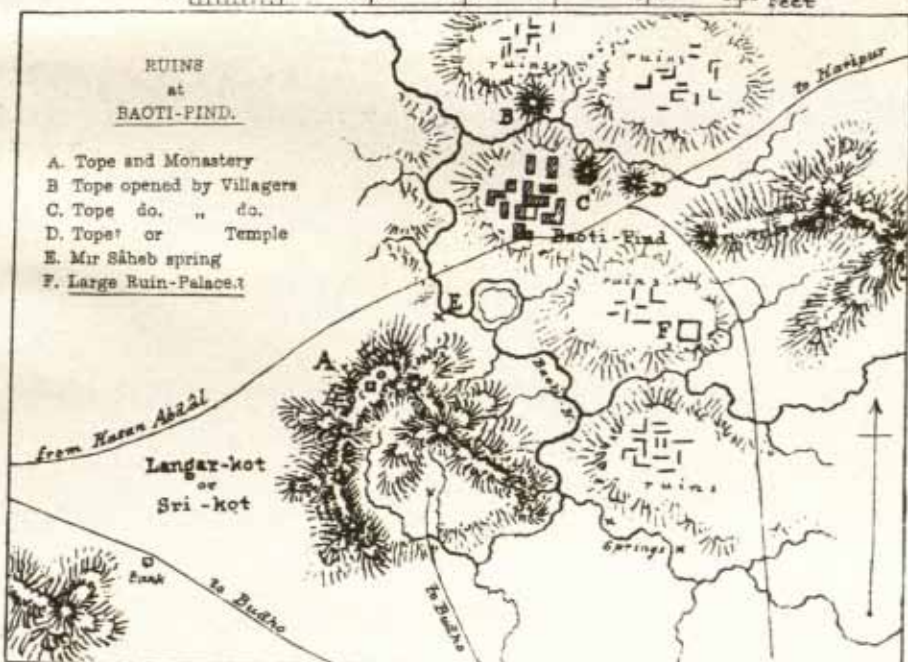 feet
RUINS
at
BAOTI-PIND.
A. Tope and Monastery
B Tope opened by Villagers
C. Tope do. „ do.
D. Tope? or Temple
E. Mir Sâheb spring
F. Large Ruin-Palace.?
ruins
ruins
to Haripur
B
C
D
Baoti-Pind
ruins
E
F
A
from Hasan Abdâl
Langar-kot
or
Sri-kot
ruins
Springs
Tank
to Budho
to Budho